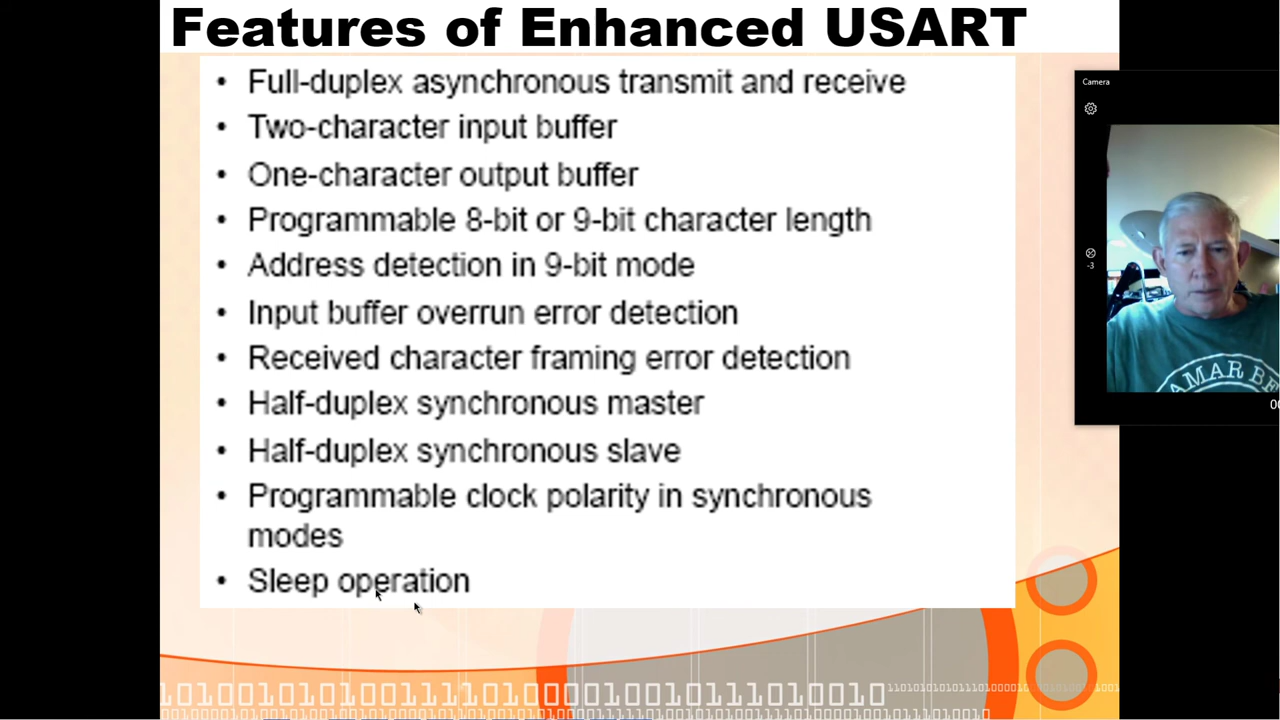 Features of Enhanced USART
• Full-duplex asynchronous transmit and receive
• Two-character input buffer
• One-character output buffer
• Programmable 8-bit or 9-bit character length
• Address detection in 9-bit mode
• Input buffer overrun error detection
• Received character framing error detection
• Half-duplex synchronous master
• Half-duplex synchronous slave
• Programmable clock polarity in synchronous
modes
• Sleep operation
Camera
-3
AMAR BE